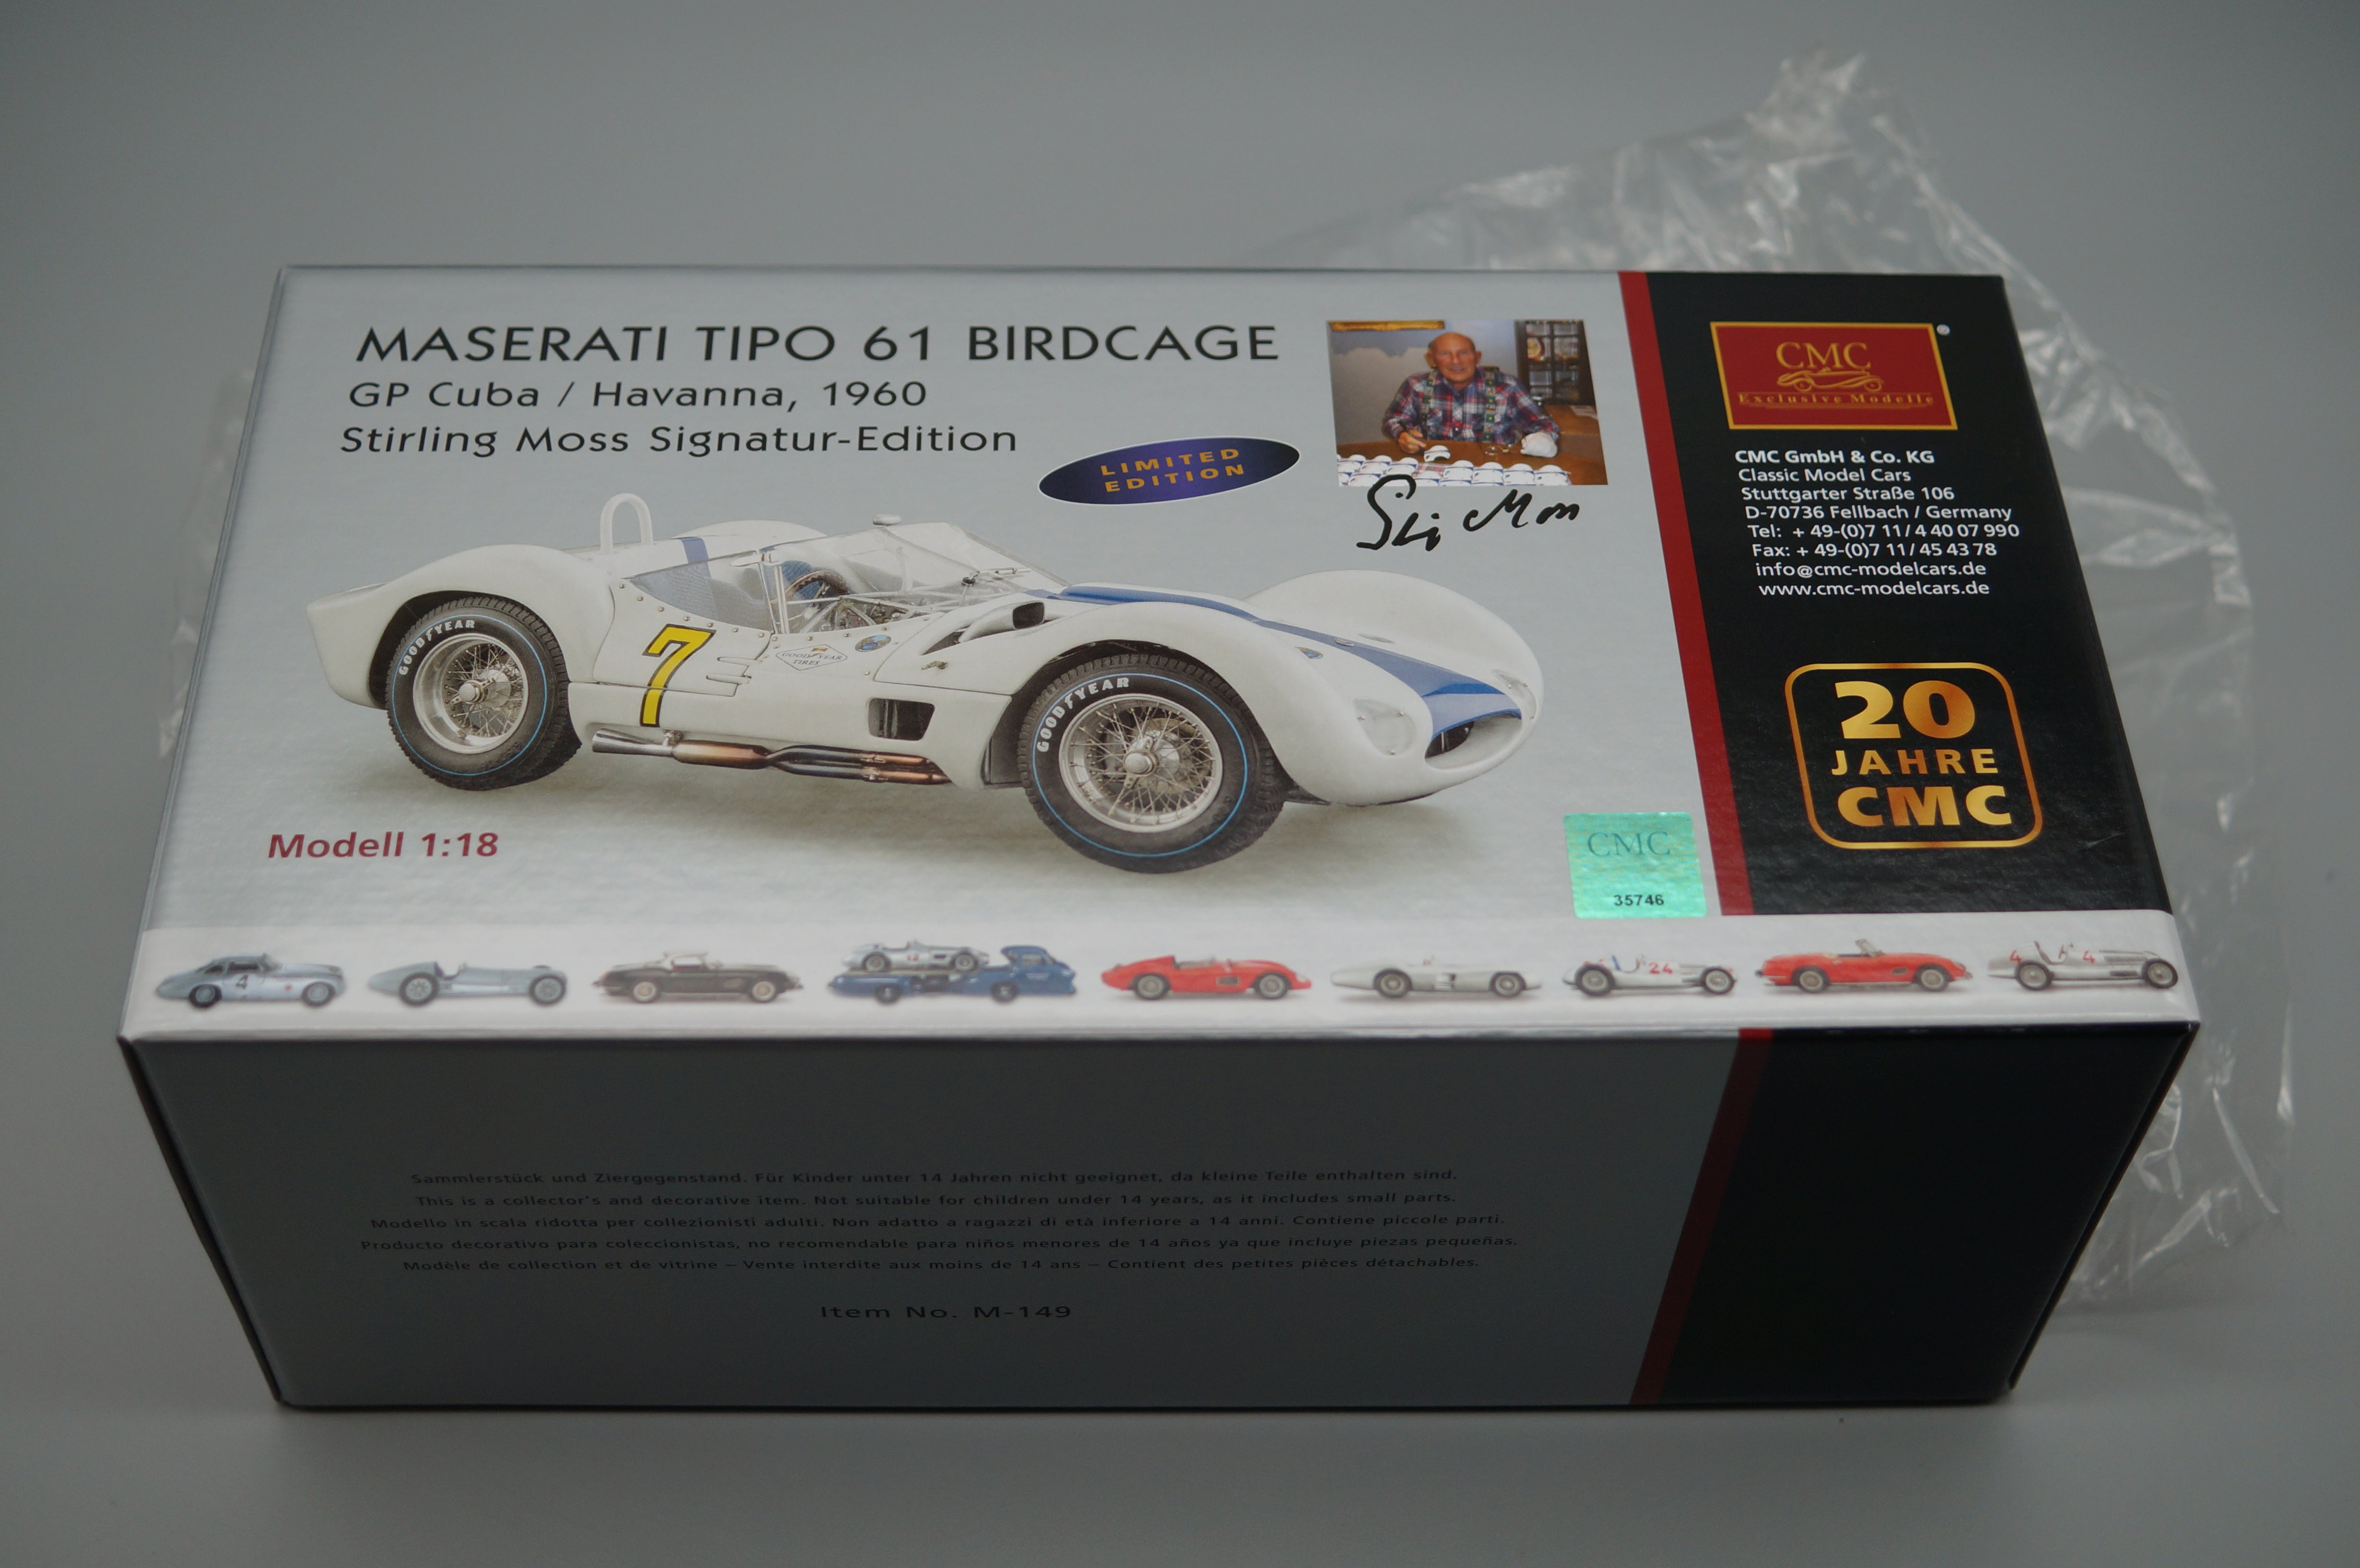 MASERATI TIPO 61 BIRDCAGE
GP Cuba / Havanna, 1960
Stirling Moss Signatur-Edition
LIMITED
EDITION
CMC
Exclusive Modelle
®
CMC GmbH & Co. KG
Classic Model Cars
Stuttgarter Straße 106
D-70736 Fellbach / Germany
Tel: + 49-(0)7 11/4 40 07 990
Fax: + 49-(0)7 11/45 43 78
info@cmc-modelcars.de
www.cmc-modelcars.de
GOODYEAR
7
GOODYEAR
TIRES
GOODYEAR
20
JAHRE
CMC
Modell 1:18
CMC
35746
4
24
4
4
Sammlerstück und Ziergegenstand. Für Kinder unter 14 Jahren nicht geeignet, da kleine Teile enthalten sind.
This is a collector's and decorative item. Not suitable for children under 14 years, as it includes small parts.
Modello in scala ridotta per collezionisti adulti. Non adatto a ragazzi di età inferiore a 14 anni. Contiene piccole parti.
Producto decorativo para coleccionistas, no recomendable para niños menores de 14 años ya que incluye piezas pequeñas.
Modèle de collection et de vitrine – Vente interdite aux moins de 14 ans – Contient des petites pièces détachables.
Item No. M-149